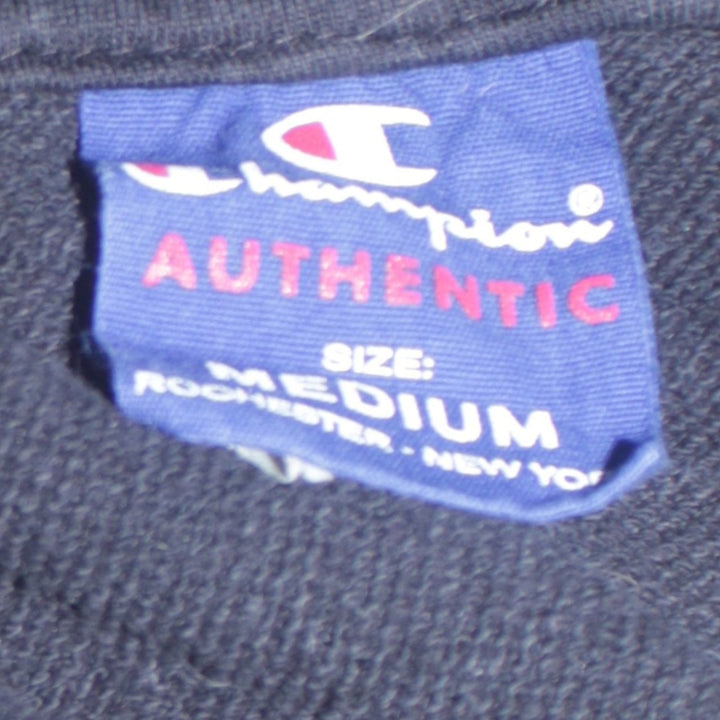 Champion®
AUTHENTIC
SIZE:
MEDIUM
ROCHESTER - NEW YO